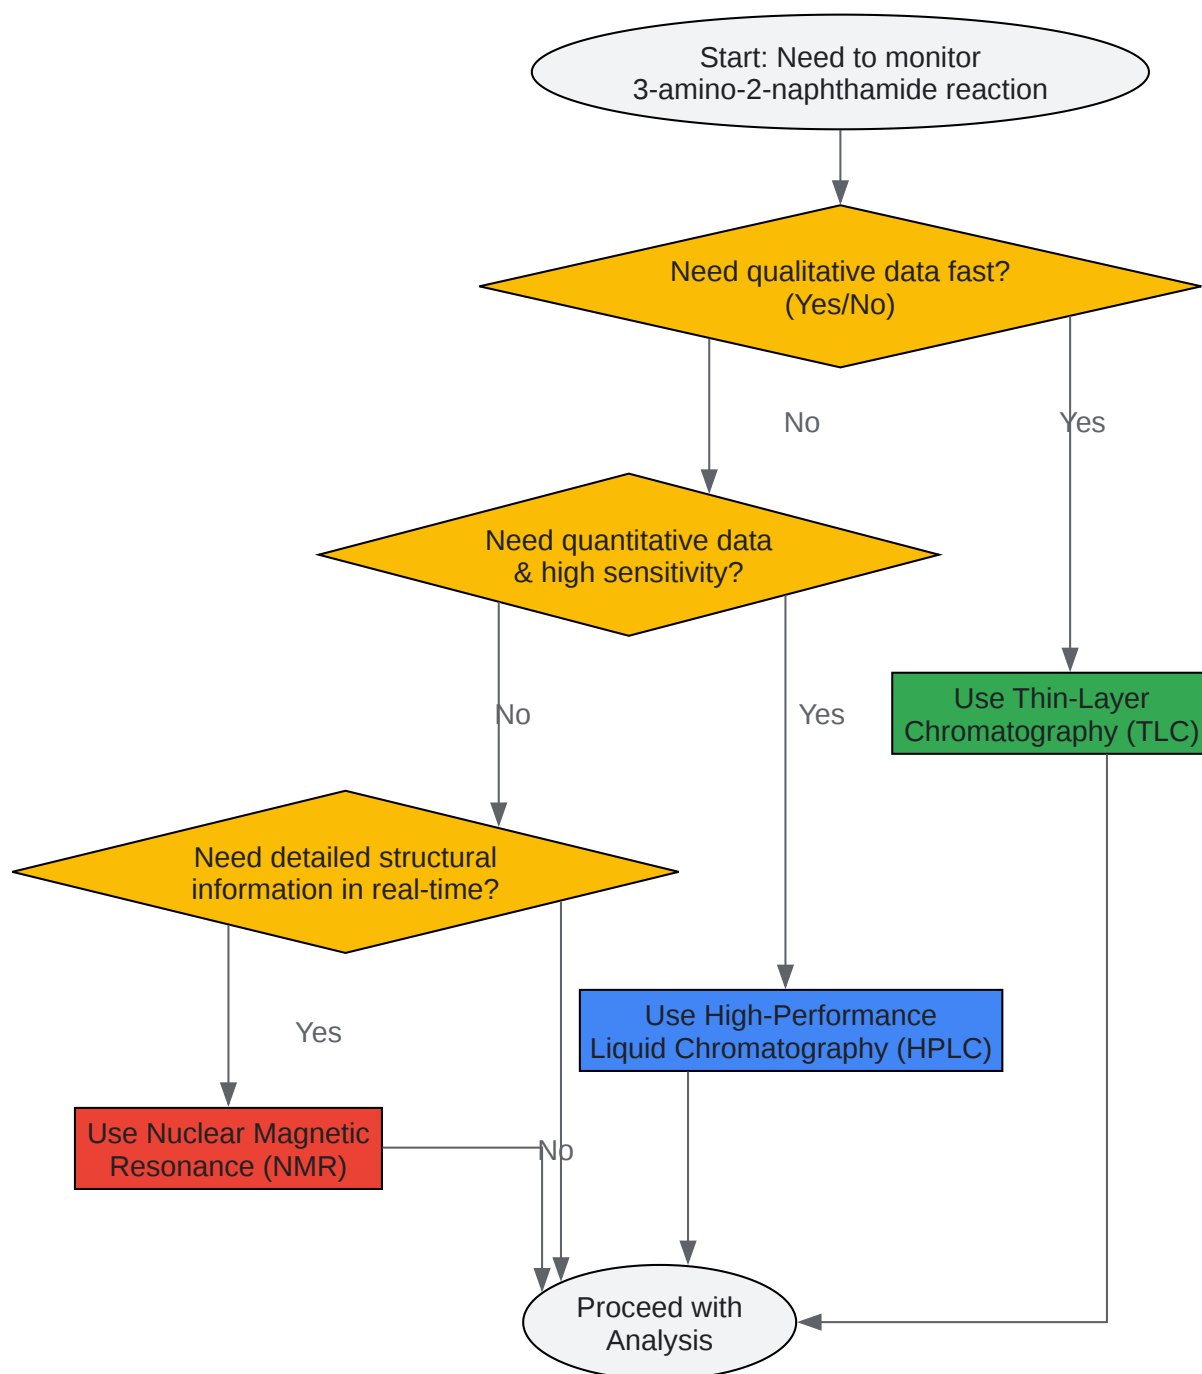 Start: Need to monitor
3-amino-2-naphthamide reaction
Need qualitative data fast?
(Yes/No)
No
Yes
Need quantitative data
& high sensitivity?
No
Yes
Use Thin-Layer
Chromatography (TLC)
Need detailed structural
information in real-time?
Yes
Use High-Performance
Liquid Chromatography (HPLC)
Use Nuclear Magnetic
Resonance (NMR)
No
Proceed with
Analysis